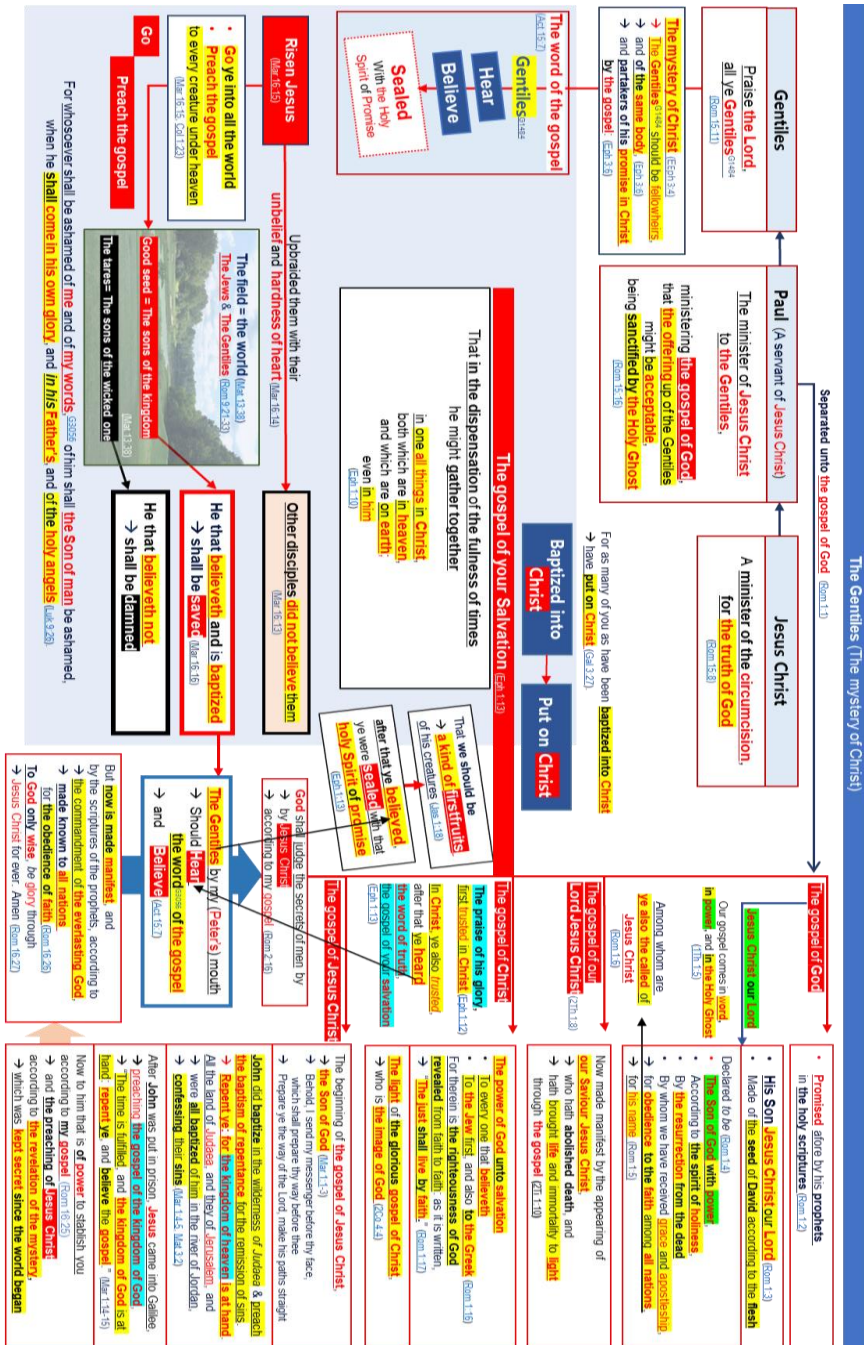 The Gentiles (The mystery of Christ)
Gentiles
Praise the Lord,
all ye Gentiles G1484
(Rom 15:11)
Paul (A servant of Jesus Christ)
The minister of Jesus Christ
to the Gentiles,
ministering the gospel of God,
that the offering up of the Gentiles
might be acceptable,
being sanctified by the Holy Ghost
(Rom 15:16)
Jesus Christ
A minister of the circumcision,
for the truth of God
(Rom 15:8)
Separated unto the gospel of God (Rom 1:1)
The mystery of Christ (EEph 3:4)
→ The Gentiles G1484 should be fellowheirs,
→ and of the same body, (Eph 3:6)
→ and partakers of his promise in Christ
by the gospel: (Eph 3:6)
The word of the gospel
(Act 15:7)
Gentiles G1484
Hear
Believe
Sealed
With the Holy
Spirit of Promise
For as many of you as have been baptized into Christ
→ have put on Christ (Gal 3:27)
Baptized into
Christ
Put on Christ
The gospel of your Salvation (Eph 1:13)
That in the dispensation of the fulness of times
he might gather together
in one all things in Christ,
both which are in heaven,
and which are on earth;
even in him
(Eph 1:10)
That we should be
→ a kind of firstfruits
of his creatures (Jas 1:18)
after that ye believed,
ye were sealed with that
holy Spirit of promise
(Eph 1:13)
Risen Jesus
(Mar 16:15)
• Go ye into all the world
• Preach the gospel
to every creature under heaven
(Mar 16:15, Col 1:23)
Go
Preach the gospel
Upbraided them with their
unbelief and hardness of heart (Mar 16:14)
The field = the world (Mat 13:38)
The Jews & The Gentiles (Rom 9:21-33)
Good seed = The sons of the kingdom
The tares= The sons of the wicked one
(Mat 13:38)
Other disciples did not believe them
(Mar 16:13)
He that believeth and is baptized
→ shall be saved (Mar 16:16)
He that believeth not
→ shall be damned
For whosoever shall be ashamed of me and of my words, G3056 of him shall the Son of man be ashamed,
when he shall come in his own glory, and in his Father's, and of the holy angels (Luk 9:26)
The gospel of God
• Promised afore by his prophets
in the holy scriptures (Rom 1:2)
Jesus Christ our Lord
• His Son Jesus Christ our Lord (Rom 1:3)
• Made of the seed of David according to the flesh
Our gospel comes in word,
in power, and in the Holy Ghost
(1Th 1:5)
Among whom are
ye also the called of
Jesus Christ
(Rom 1:6)
Declared to be (Rom 1:4)
• The Son of God with power
• According to the spirit of holiness,
• By the resurrection from the dead
• By whom we have received grace and apostleship,
→ for obedience to the faith among all nations,
→ for his name (Rom 1:5)
The gospel of our
Lord Jesus Christ (2Th 1:8)
Now made manifest by the appearing of
our Saviour Jesus Christ,
→ who hath abolished death, and
→ hath brought life and immortality to light
through the gospel (2Ti 1:10)
The gospel of Christ
The praise of his glory,
first trusted in Christ (Eph 1:12)
In Christ, ye also trusted,
after that ye heard
the word of truth,
the gospel of your salvation
(Eph 1:13)
The power of God unto salvation
• To every one that believeth
• To the Jew first, and also to the Greek (Rom 1:16)
For therein is the righteousness of God
revealed from faith to faith: as it is written,
→ "The just shall live by faith." (Rom 1:17)
The light of the glorious gospel of Christ,
→ who is the image of God (2Co 4:4)
The gospel of Jesus Christ
The beginning of the gospel of Jesus Christ,
→ the Son of God (Mar 1:1-3)
→ Behold, I send my messenger before thy face,
which shall prepare thy way before thee
→ Prepare ye the way of the Lord, make his paths straight
John did baptize in the wilderness of Judaea & preach
the baptism of repentance for the remission of sins
→ Repent ye: for the kingdom of heaven is at hand.
All the land of Judaea, and they of Jerusalem, and
→ were all baptized of him in the river of Jordan,
→ confessing their sins (Mar 1:4-5, Mat 3:2)
After John was put in prison, Jesus came into Galilee,
→ preaching the gospel of the kingdom of God,
→ "The time is fulfilled, and the kingdom of God is at
hand: repent ye, and believe the gospel." (Mar 1:14-15)
God shall judge the secrets of men by
→ by Jesus Christ
→ according to my gospel (Rom 2:16)
The Gentiles by my (Peter's) mouth
→ Should Hear
the word G3056 of the gospel
→ and Believe (Act 15:7)
But now is made manifest, and
by the scriptures of the prophets, according to
→ the commandment of the everlasting God,
→ made known to all nations
for the obedience of faith (Rom 16:26)
To God only wise, be glory through
→ Jesus Christ for ever. Amen (Rom 16:27)
Now to him that is of power to stablish you
according to my gospel (Rom 16:25)
→ and the preaching of Jesus Christ,
according to the revelation of the mystery,
→ which was kept secret since the world began